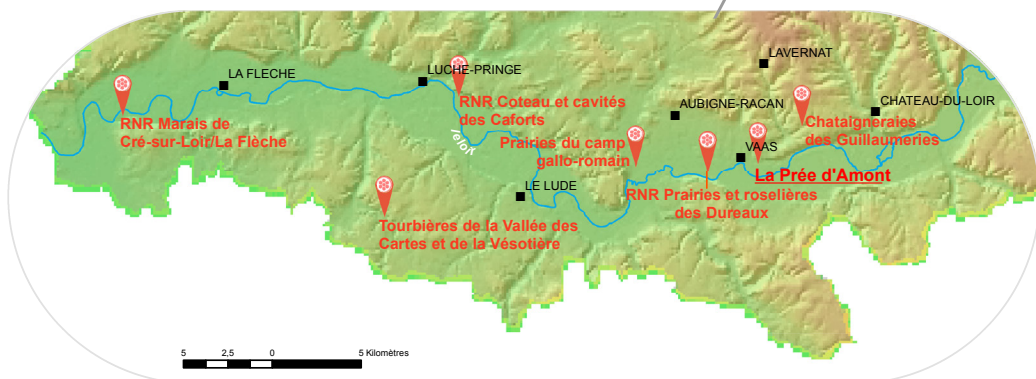 LAVERNAT
LUCHE-PRINGE
LA FLECHE
RNR Coteau et cavités
des Caforts
AUBIGNE-RACAN
CHATEAU-DU-LOIR
RNR Marais de
Cré-sur-Loir/La Flèche
Chataigneraies
des Guillaumeries
le loir
Prairies du camp
gallo-romain
VAAS
La Prée d'Amont
LE LUDE
RNR Prairies et roselières
des Dureaux
Tourbières de la Vallée des
Cartes et de la Vésotière
5 2,5 0 5 Kilomètres